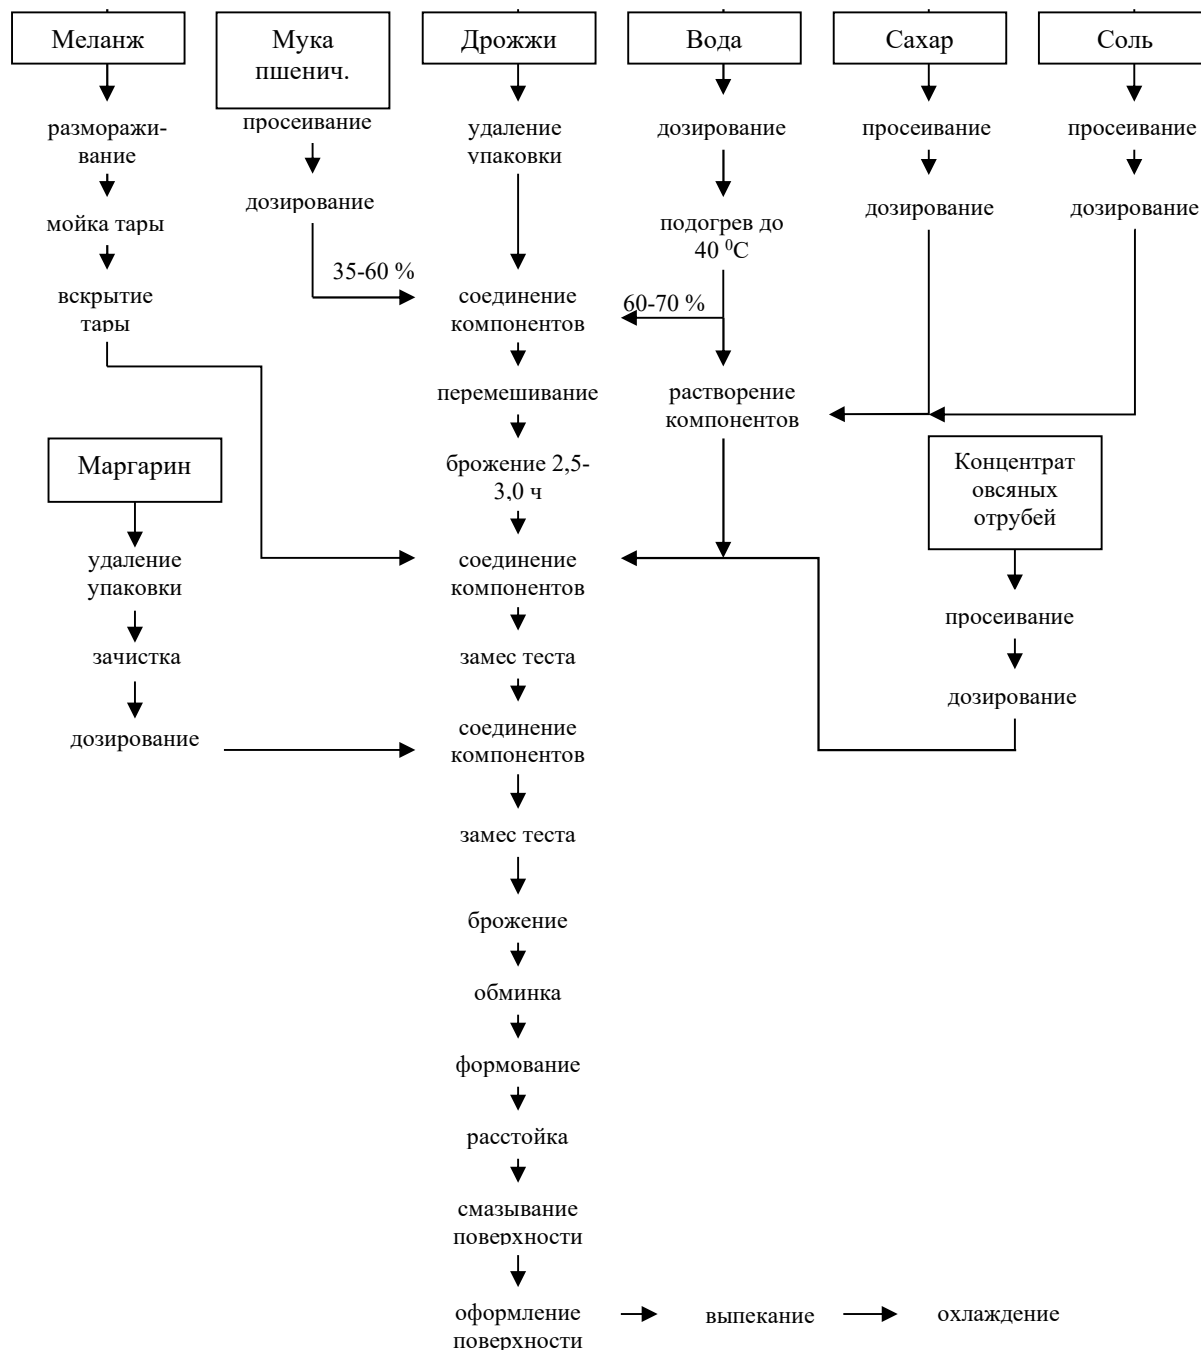 Меланж
Мука
пшенич.
Дрожжи
Вода
Сахар
Соль
заморажи-
вание
просеивание
удаление
упаковки
дозирование
просеивание
просеивание
мойка тары
дозирование
подогрев до
40 ⁰С
дозирование
дозирование
вскрытие
тары
35-60 %
соединение
компонентов
60-70 %
перемешивание
растворение
компонентов
Маргарин
брожение 2,5-
3,0 ч
Концентрат
овсяных
отрубей
удаление
упаковки
соединение
компонентов
просеивание
зачистка
замес теста
дозирование
дозирование
соединение
компонентов
замес теста
брожение
обминка
формование
расстойка
смазывание
поверхности
оформление
поверхности
выпекание
охлаждение